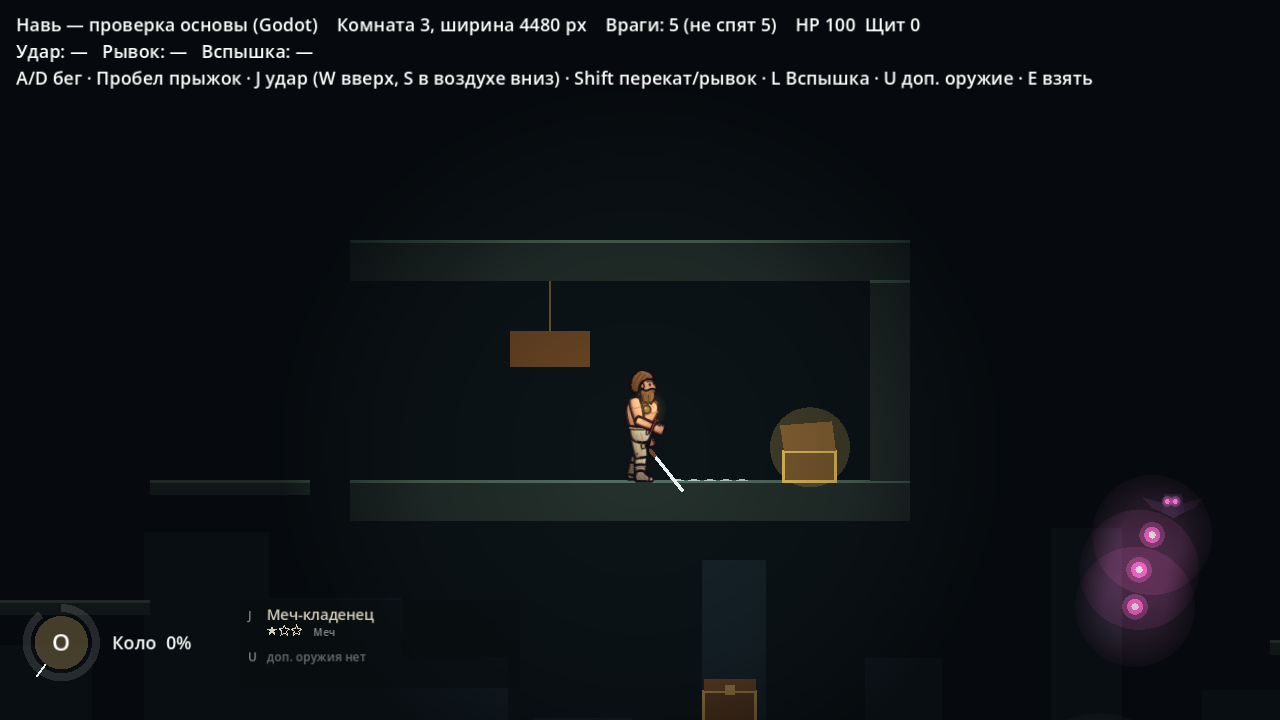 Навь — проверка основы (Godot) Комната 3, ширина 4480 px Враги: 5 (не спят 5) HP 100 Щит 0
Удар: — Рывок: — Вспышка: —
A/D бег · Пробел прыжок · J удар (W вверх, S в воздухе вниз) · Shift перекат/рывок · L Вспышка · U доп. оружие · E взять
J Меч-кладенец
★☆☆ Меч
О Коло 0%
U доп. оружия нет